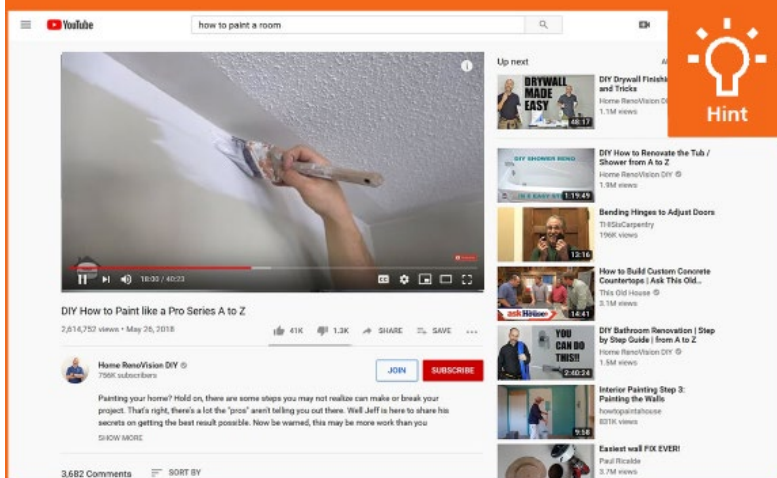 YouTube
how to paint a room
Hint
18:00 / 40:23
CC
DIY How to Paint like a Pro Series A to Z
2,614,752 views • May 26, 2018
41K
1.3K
SHARE
SAVE
Home RenoVision DIY
756K subscribers
JOIN
SUBSCRIBE
Painting your home? Hold on, there are some steps you may not realize can make or break your
project. That's right, there's a lot the "pros" aren't telling you out there. Well Jeff is here to share his
secrets on getting the best result possible. Now be warned, this may be more work than you
SHOW MORE
3,682 Comments
SORT BY
Up next
DRYWALL
MADE
EASY
48:17
DIY Drywall Finishi
and Tricks
Home RenoVision DI
1.1M views
DIY SHOWER RENO
1:19:49
DIY How to Renovate the Tub /
Shower from A to Z
Home RenoVision DIY
1.9M views
13:16
Bending Hinges to Adjust Doors
THISisCarpentry
196K views
ask
14:41
How to Build Custom Concrete
Countertops | Ask This Old...
This Old House
3.1M views
YOU
CAN DO
THIS!!
2:40:24
DIY Bathroom Renovation | Step
by Step Guide | from A to Z
Home RenoVision DIY
1.5M views
9:58
Interior Painting Step 3:
Painting the Walls
howtopaintahouse
831K views
Easiest wall FIX EVER!
Paul Ricalde
3.7M views